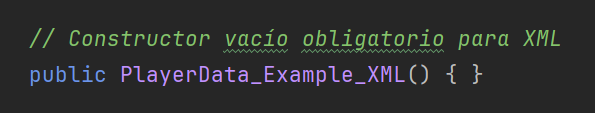 // Constructor vacío obligatorio para XML
public PlayerData_Example_XML() { }